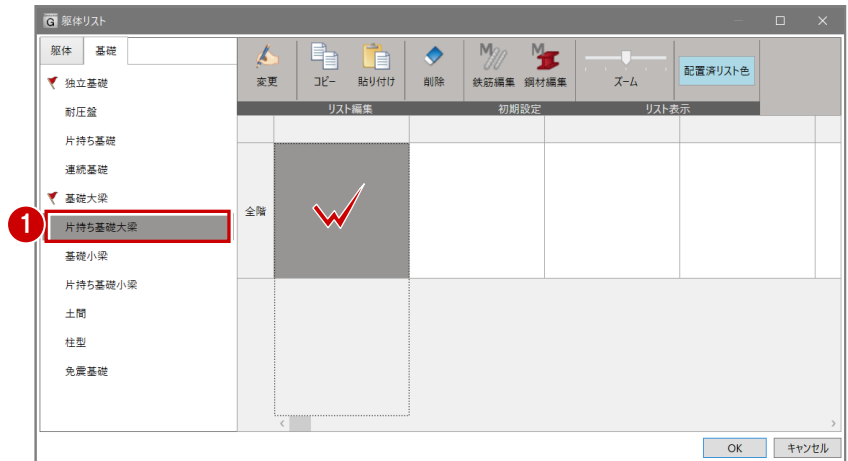 G 躯体リスト
躯体 基礎
変更 コピー 貼り付け 削除 鉄筋編集 鋼材編集 ズーム 配置済リスト色
リスト編集 初期設定 リスト表示
独立基礎
耐圧盤
片持ち基礎
連続基礎
基礎大梁
1 片持ち基礎大梁
基礎小梁
片持ち基礎小梁
土間
柱型
免震基礎
全階
OK キャンセル